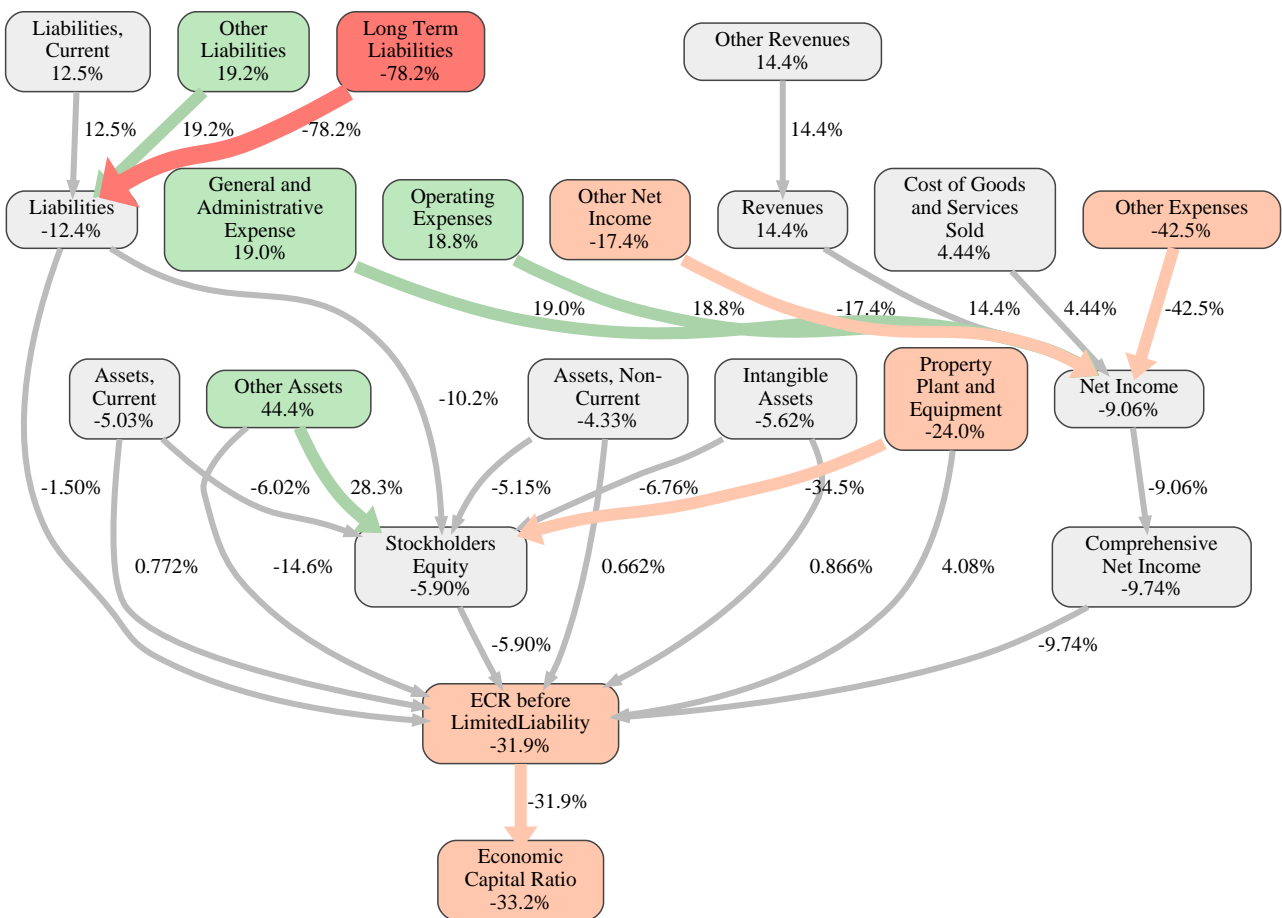 Liabilities,
Current
12.5%
Other
Liabilities
19.2%
Long Term
Liabilities
-78.2%
Other Revenues
14.4%
12.5%
19.2%
-78.2%
14.4%
Liabilities
-12.4%
General and
Administrative
Expense
19.0%
Operating
Expenses
18.8%
Other Net
Income
-17.4%
Revenues
14.4%
Cost of Goods
and Services
Sold
4.44%
Other Expenses
-42.5%
19.0%
18.8%
-17.4%
14.4%
4.44%
-42.5%
Assets,
Current
-5.03%
Other Assets
44.4%
-10.2%
Assets, Non-
Current
-4.33%
Intangible
Assets
-5.62%
Property
Plant and
Equipment
-24.0%
Net Income
-9.06%
-1.50%
-6.02%
28.3%
-5.15%
-6.76%
-34.5%
-9.06%
0.772%
-14.6%
Stockholders
Equity
-5.90%
0.662%
0.866%
4.08%
Comprehensive
Net Income
-9.74%
-5.90%
-9.74%
ECR before
LimitedLiability
-31.9%
-31.9%
Economic
Capital Ratio
-33.2%